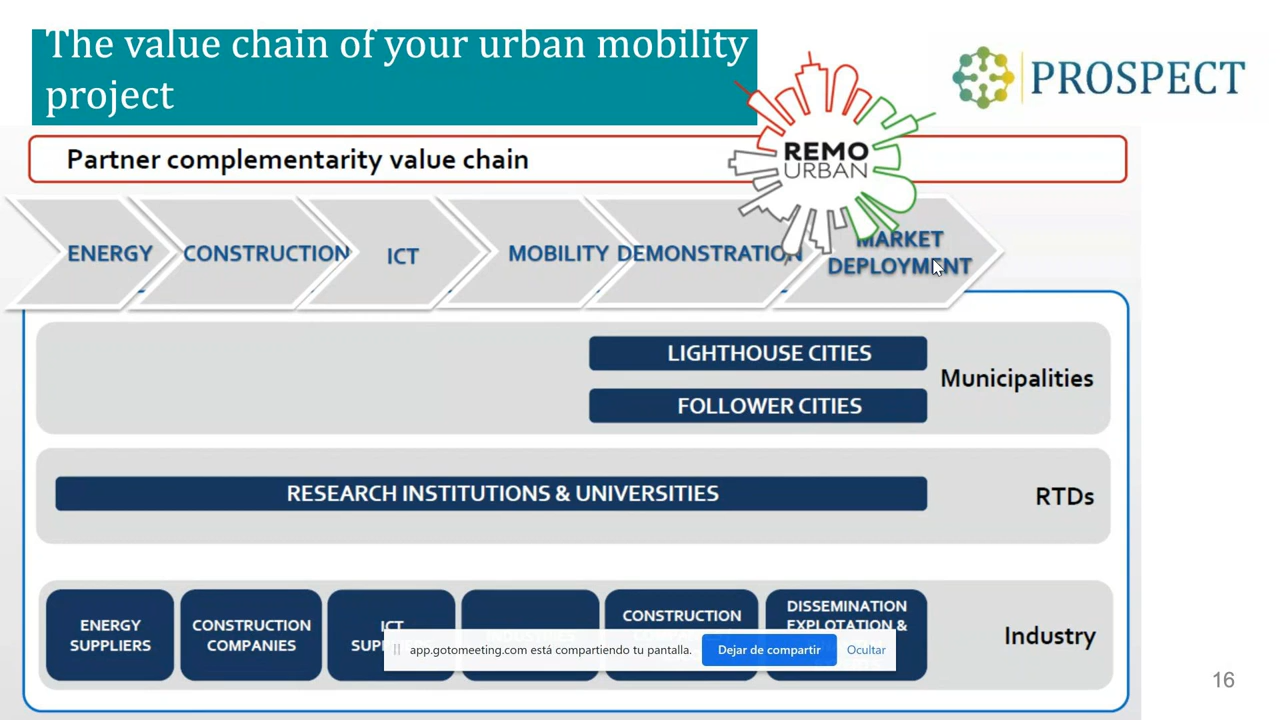 The value chain of your urban mobility
project
PROSPECT
Partner complementarity value chain
REMO
URBAN
ENERGY
CONSTRUCTION
ICT
MOBILITY
DEMONSTRATION
MARKET
DEPLOYMENT
LIGHTHOUSE CITIES
FOLLOWER CITIES
Municipalities
RESEARCH INSTITUTIONS & UNIVERSITIES
RTDs
ENERGY
SUPPLIERS
CONSTRUCTION
COMPANIES
ICT
CONSTRUCTION
DISSEMINATION
EXPLOTATION &
Industry
app.gotomeeting.com está compartiendo tu pantalla.
Dejar de compartir
Ocultar
16